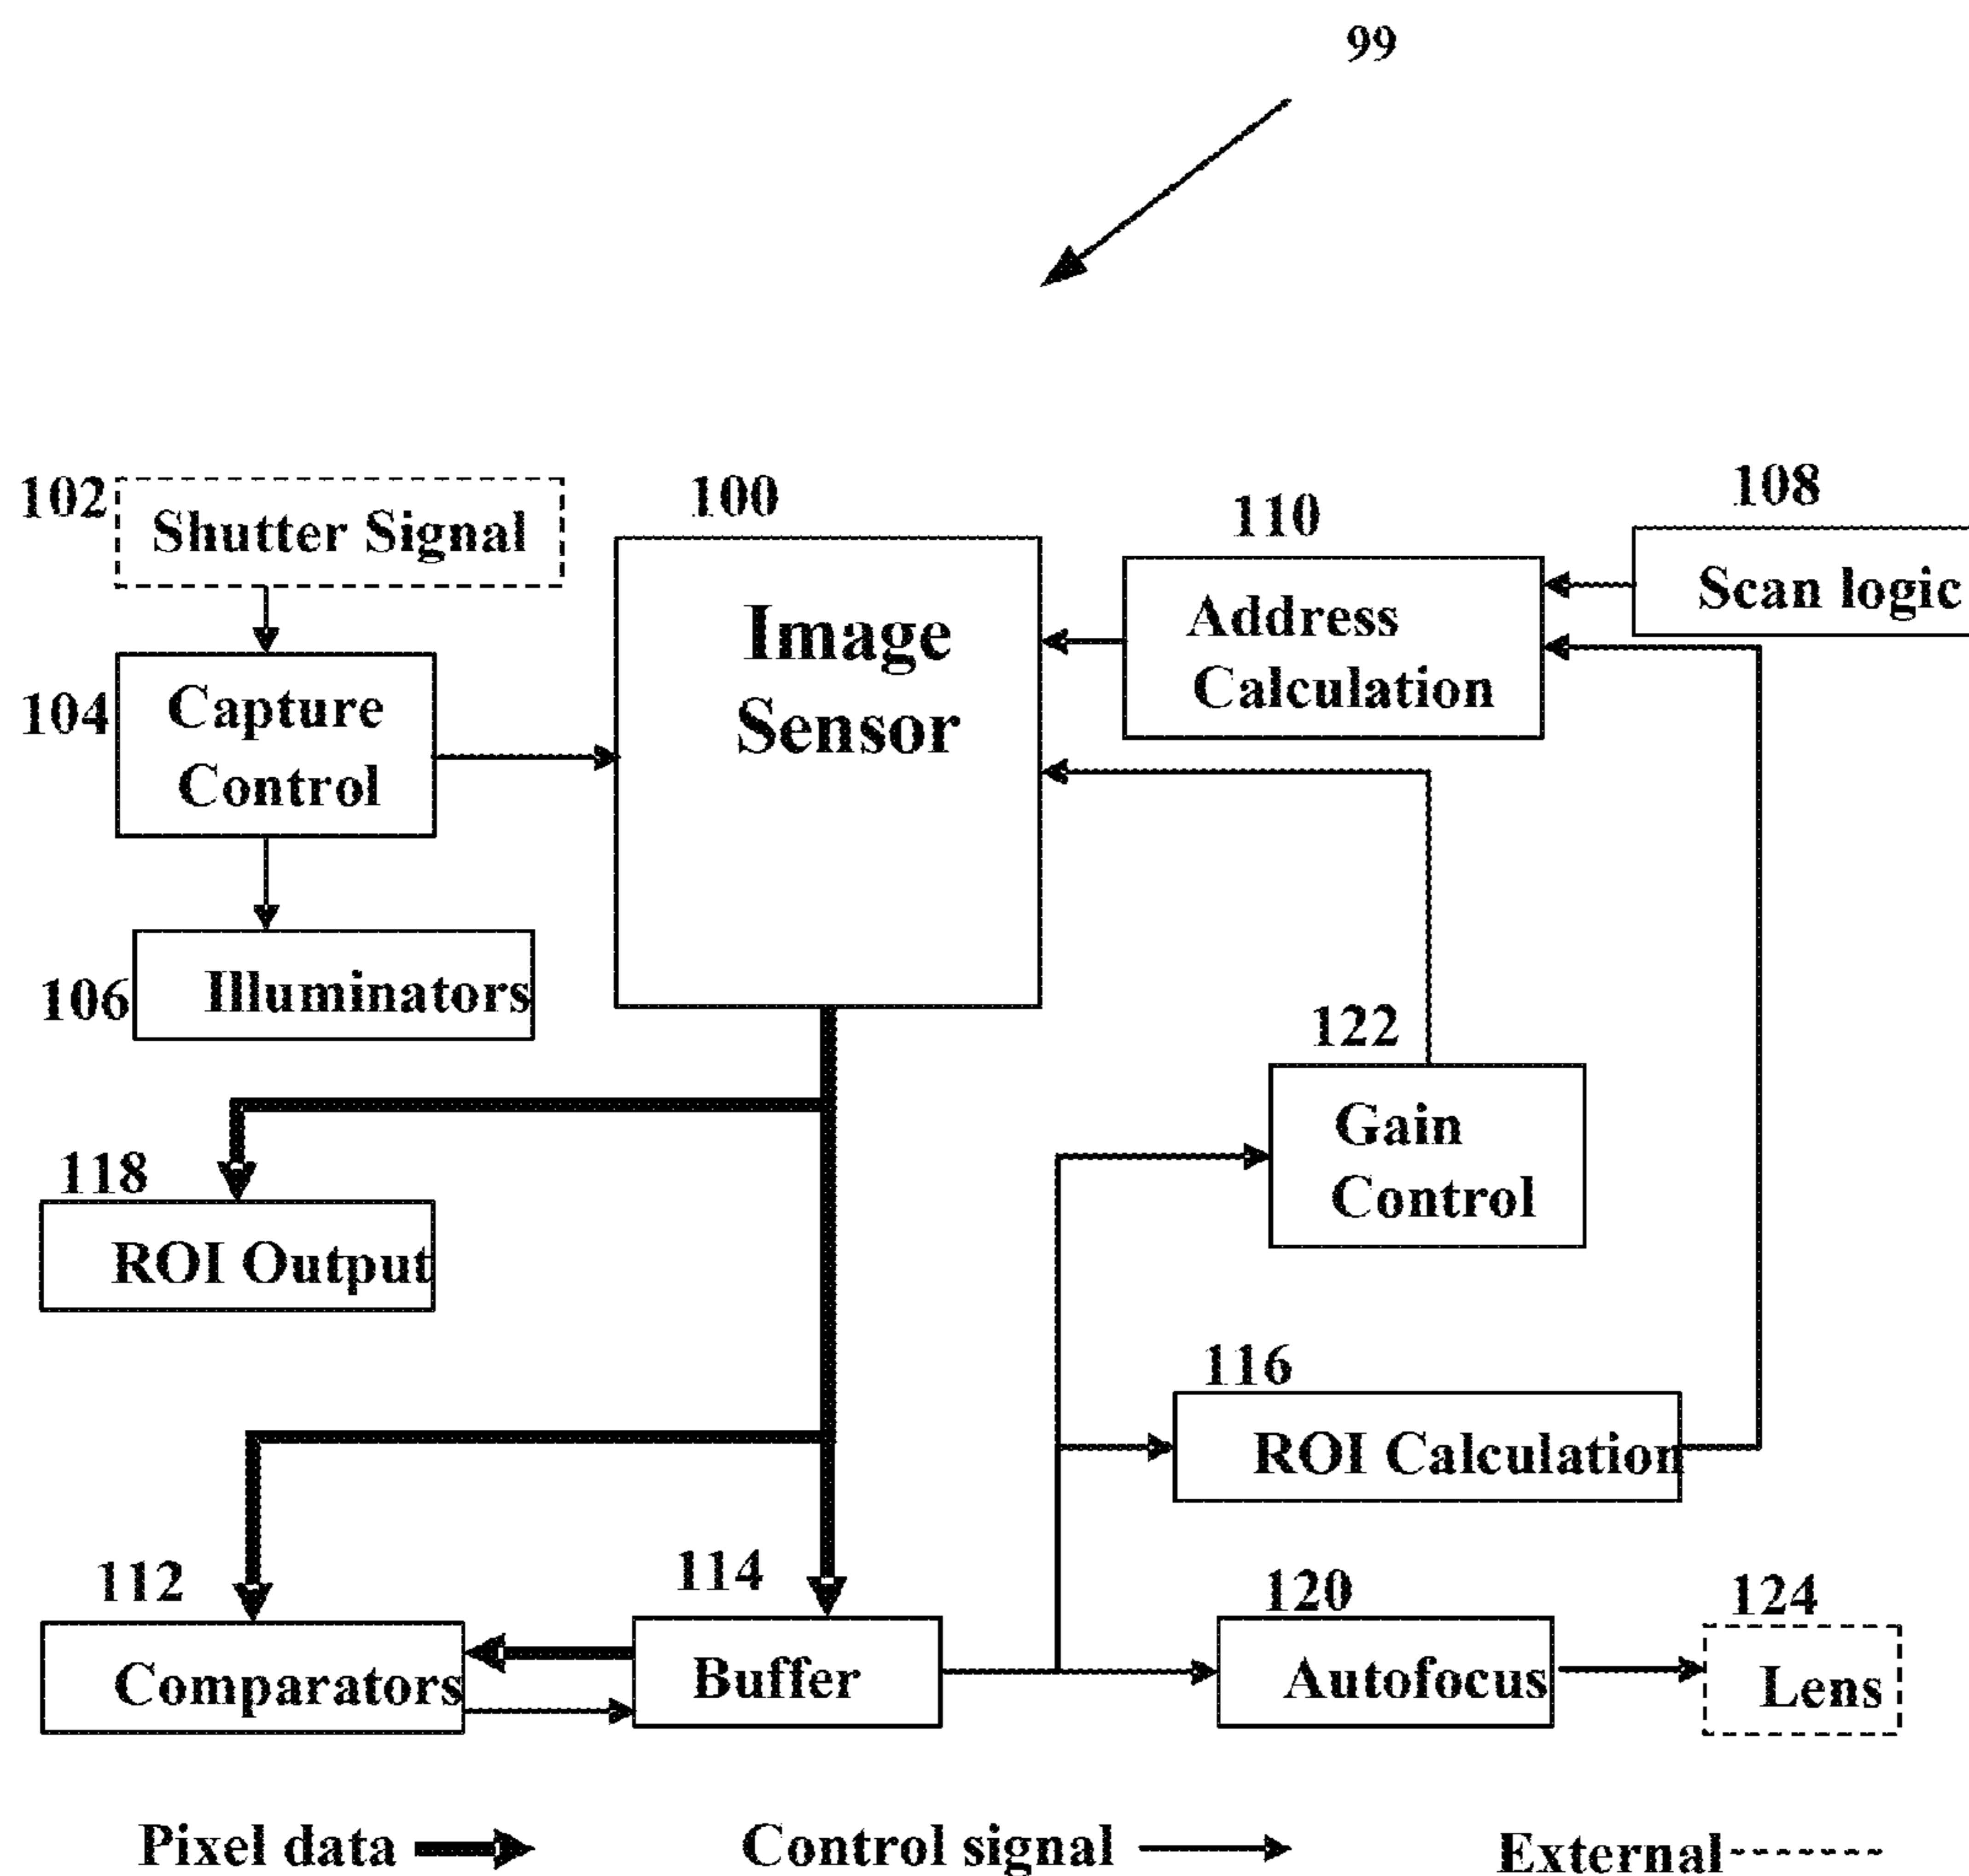 99
102
Shutter Signal
100
Image
Sensor
110
Address
Calculation
108
Scan logic
104
Capture
Control
106
Illuminators
122
Gain
Control
118
ROI Output
116
ROI Calculation
112
Comparators
114
Buffer
120
Autofocus
124
Lens
Pixel data
Control signal
External